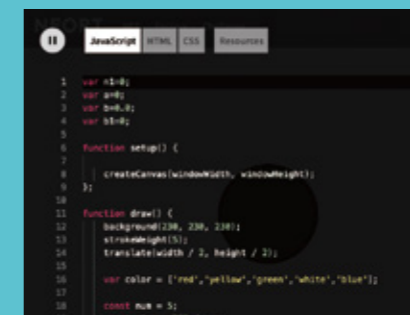 NEORT
JavaScript HTML CSS Resources
1 var n1=0;
2 var a=0;
3 var b=0.0;
4 var b1=0;
5
6 function setup() {
7
8 createCanvas(windowWidth, windowHeight);
9 };
10
11 function draw() {
12 background(230, 230, 230);
13 strokeWeight(5);
14 translate(width / 2, height / 2);
15
16 var color = ['red','yellow','green','white','blue'];
17
18 const num = 5;